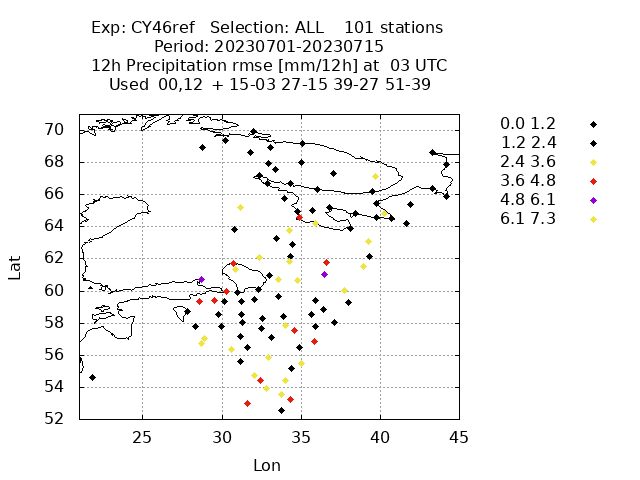 Exp: CY46ref   Selection: ALL    101 stations
Period: 20230701-20230715
12h Precipitation rmse [mm/12h] at  03 UTC
Used  00,12  + 15-03 27-15 39-27 51-39
70
68
66
64
62
60
58
56
54
52
Lat
25 30 35 40 45
Lon
0.0 1.2
1.2 2.4
2.4 3.6
3.6 4.8
4.8 6.1
6.1 7.3